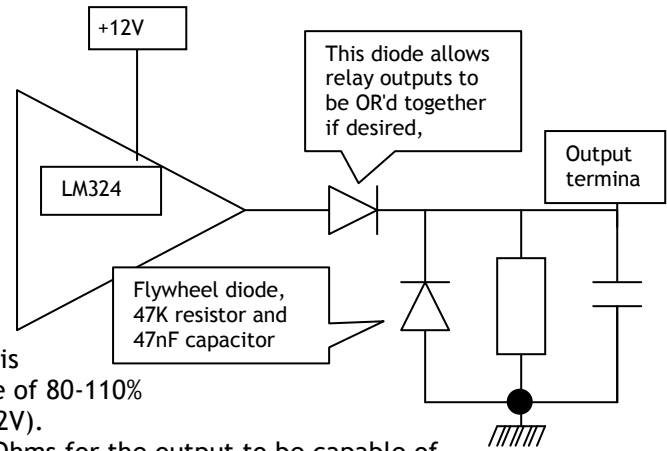 +12V
This diode allows
relay outputs to
be OR'd together
if desired,
Output
termina
LM324
Flywheel diode,
47K resistor and
47nF capacitor
is
e of 80-110%
2V).
Ohms for the output to be capable of